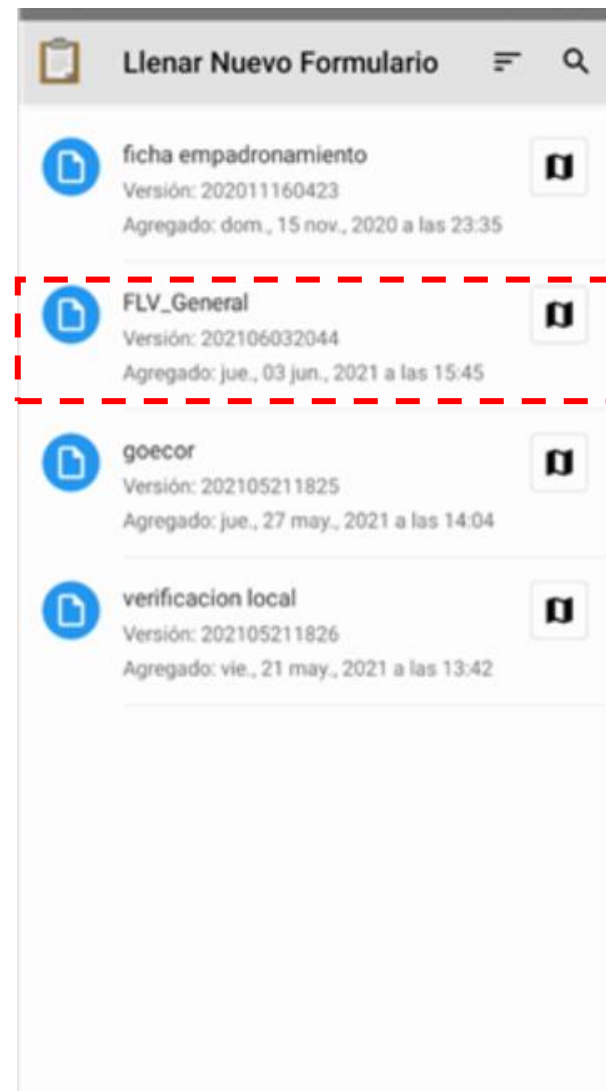 Llenar Nuevo Formulario
ficha empadronamiento
Versión: 202011160423
Agregado: dom., 15 nov., 2020 a las 23:35
FLV_General
Versión: 202106032044
Agregado: jue., 03 jun., 2021 a las 15:45
goecor
Versión: 202105211825
Agregado: jue., 27 may., 2021 a las 14:04
verificacion local
Versión: 202105211826
Agregado: vie., 21 may., 2021 a las 13:42